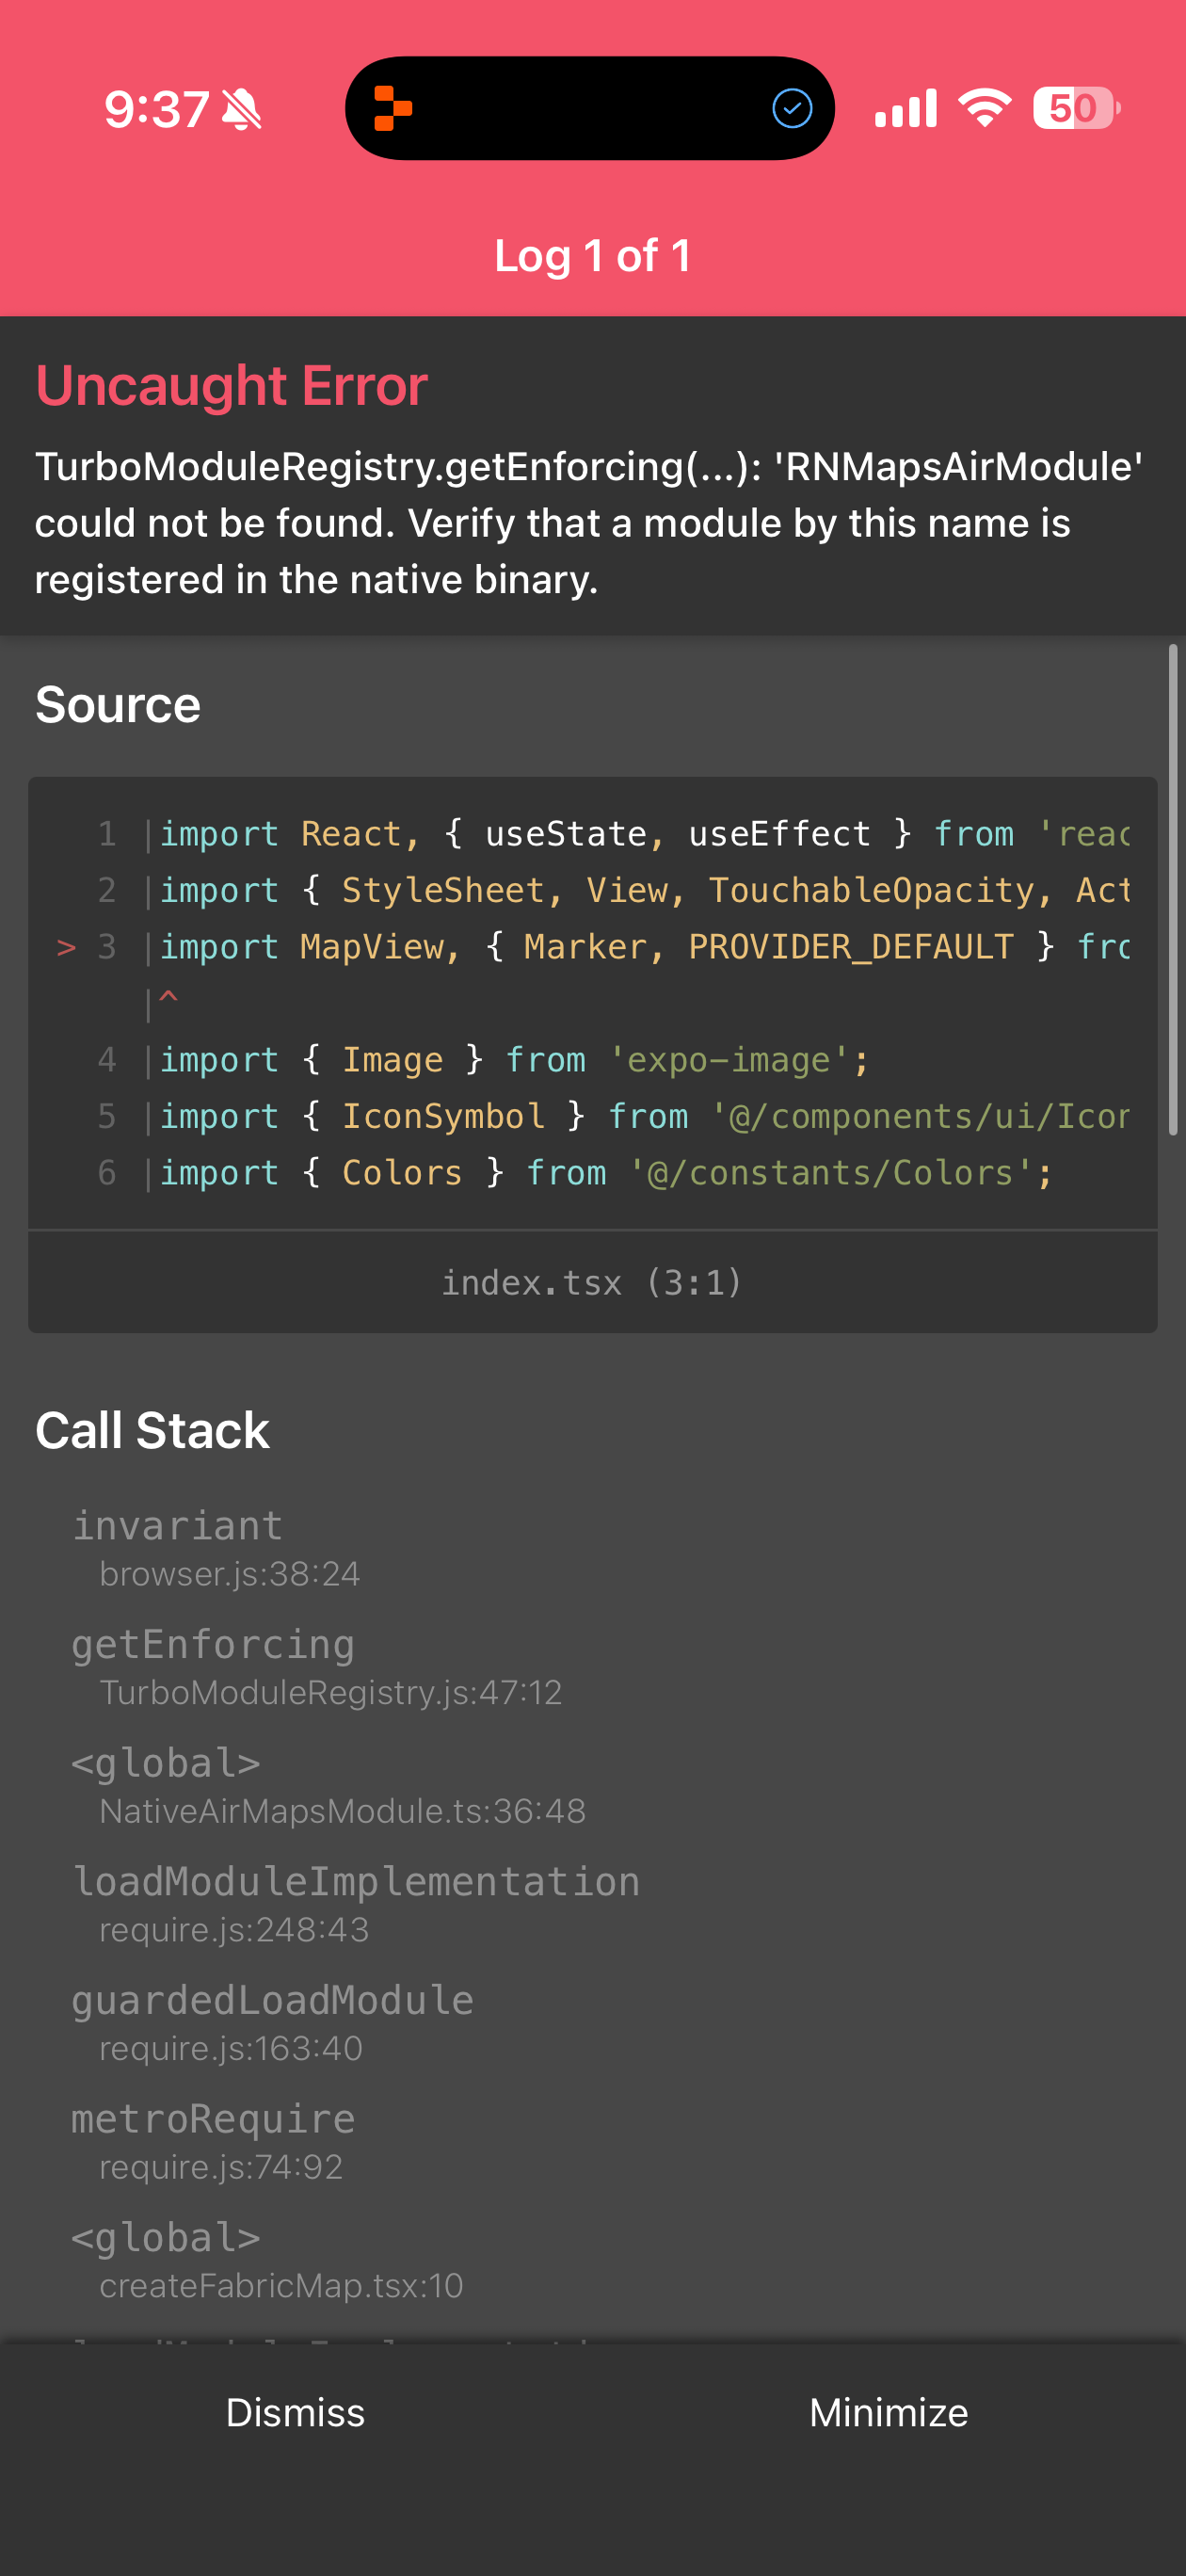 9:37
50
Log 1 of 1
Uncaught Error
TurboModuleRegistry.getEnforcing(...): 'RNMapsAirModule'
could not be found. Verify that a module by this name is
registered in the native binary.
Source
1 |import React, { useState, useEffect } from 'reac
2 |import { StyleSheet, View, TouchableOpacity, Act
> 3 |import MapView, { Marker, PROVIDER_DEFAULT } fro
|^
4 |import { Image } from 'expo-image';
5 |import { IconSymbol } from '@/components/ui/Icon
6 |import { Colors } from '@/constants/Colors';
index.tsx (3:1)
Call Stack
invariant
browser.js:38:24
getEnforcing
TurboModuleRegistry.js:47:12
<global>
NativeAirMapsModule.ts:36:48
loadModuleImplementation
require.js:248:43
guardedLoadModule
require.js:163:40
metroRequire
require.js:74:92
<global>
createFabricMap.tsx:10
Dismiss
Minimize